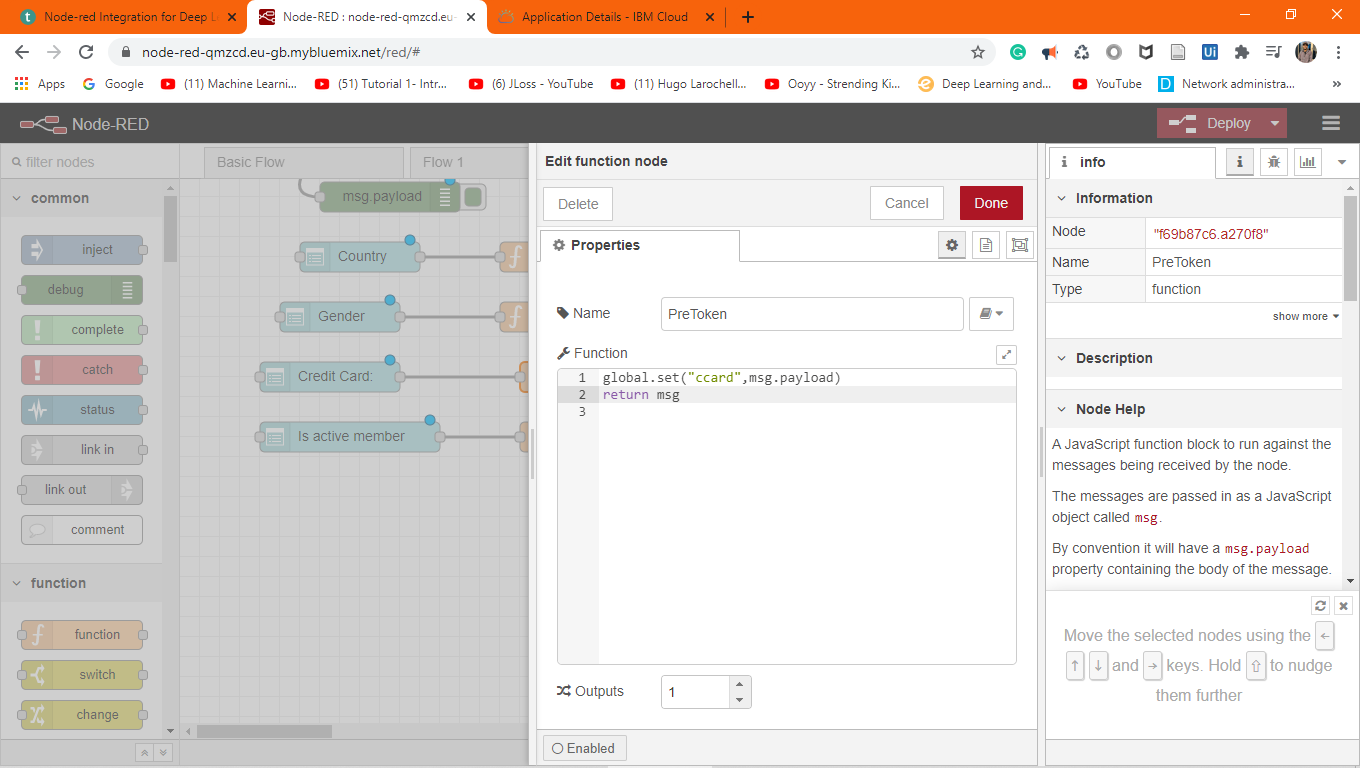 Node-red Integration for Deep L
Node-RED : node-red-qmzcd.eu-
Application Details - IBM Cloud
node-red-qmzcd.eu-gb.mybluemix.net/red/#
Apps
Google
(11) Machine Learni...
(51) Tutorial 1- Intr...
(6) JLoss - YouTube
(11) Hugo Larochell...
Ooyy - Strending Ki...
Deep Learning and...
YouTube
Network administra...
Node-RED
Deploy
filter nodes
common
inject
debug
complete
catch
status
link in
link out
comment
function
function
switch
change
Basic Flow
Flow 1
msg.payload
Country
Gender
Credit Card:
Is active member
Edit function node
Delete
Cancel
Done
Properties
Name
PreToken
Function
1 global.set("ccard",msg.payload)
2 return msg
3
Outputs
1
Enabled
info
Information
Node "f69b87c6.a270f8"
Name PreToken
Type function
show more
Description
Node Help
A JavaScript function block to run against the
messages being received by the node.
The messages are passed in as a JavaScript
object called msg.
By convention it will have a msg.payload
property containing the body of the message.
Move the selected nodes using the ←
↑ ↓ and → keys. Hold ⇧ to nudge
them further